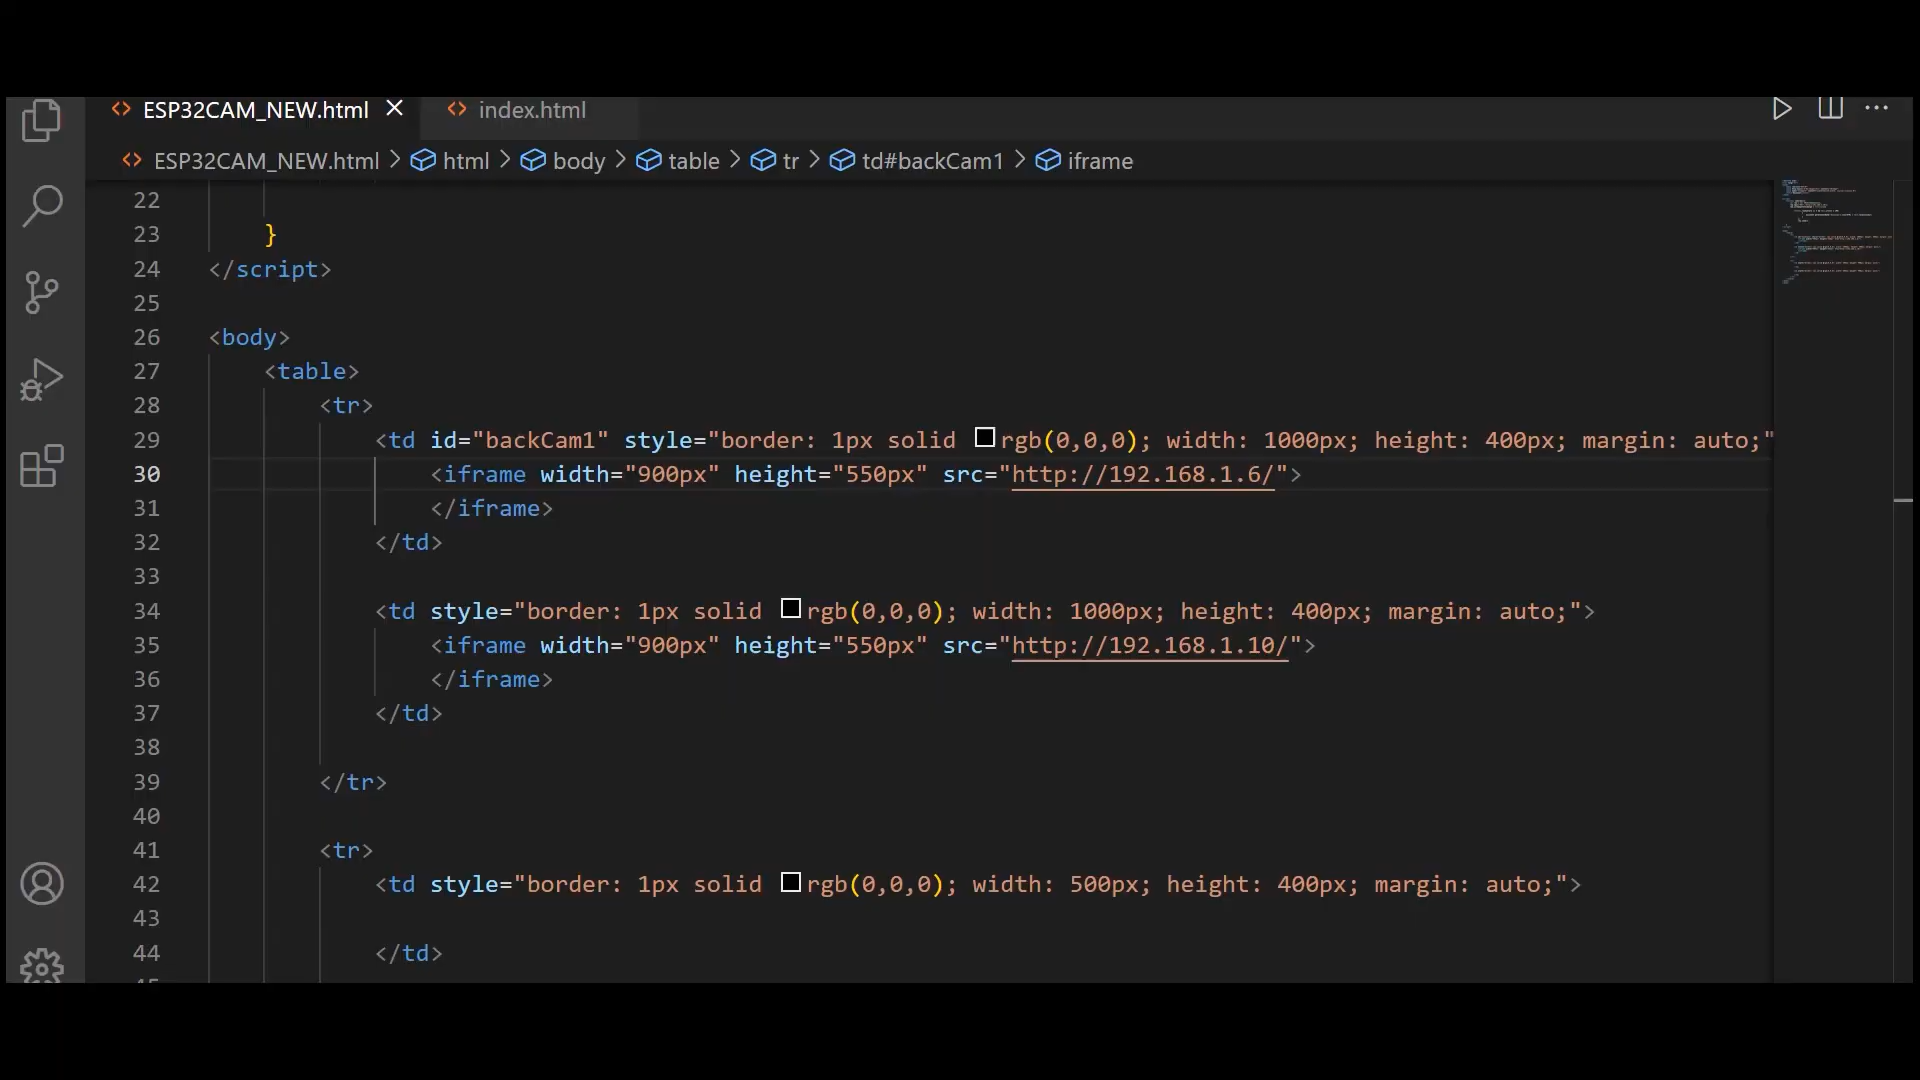 ESP32CAM_NEW.html index.html
ESP32CAM_NEW.html > html > body > table > tr > td#backCam1 > iframe
22
23 }
24 </script>
25
26 <body>
27 <table>
28 <tr>
29 <td id="backCam1" style="border: 1px solid rgb(0,0,0); width: 1000px; height: 400px; margin: auto;"
30 <iframe width="900px" height="550px" src="http://192.168.1.6/">
31 </iframe>
32 </td>
33
34 <td style="border: 1px solid rgb(0,0,0); width: 1000px; height: 400px; margin: auto;">
35 <iframe width="900px" height="550px" src="http://192.168.1.10/">
36 </iframe>
37 </td>
38
39 </tr>
40
41 <tr>
42 <td style="border: 1px solid rgb(0,0,0); width: 500px; height: 400px; margin: auto;">
43
44 </td>